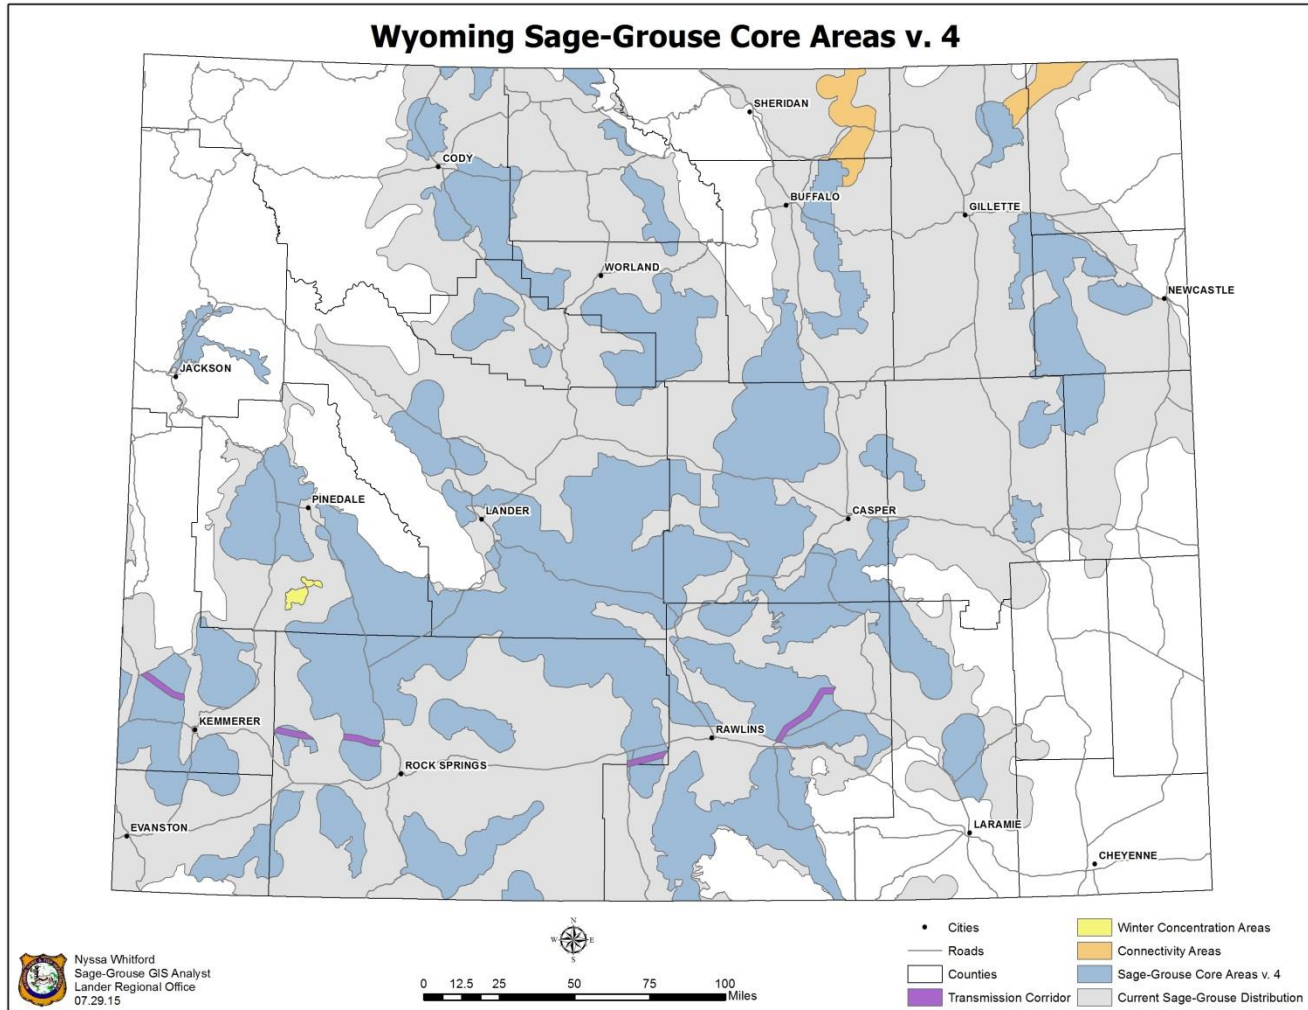 Wyoming Sage-Grouse Core Areas v. 4
SHERIDAN
CODY
BUFFALO
GILLETTE
WORLAND
NEWCASTLE
JACKSON
PINEDALE
LANDER
CASPER
KEMMERER
RAWLINS
ROCK SPRINGS
EVANSTON
LARAMIE
CHEYENNE
N
W E
S
Nyssa Whitford
Sage-Grouse GIS Analyst
Lander Regional Office
07.29.15
0 12.5 25 50 75 100
Miles
Cities
Roads
Counties
Transmission Corridor
Winter Concentration Areas
Connectivity Areas
Sage-Grouse Core Areas v. 4
Current Sage-Grouse Distribution